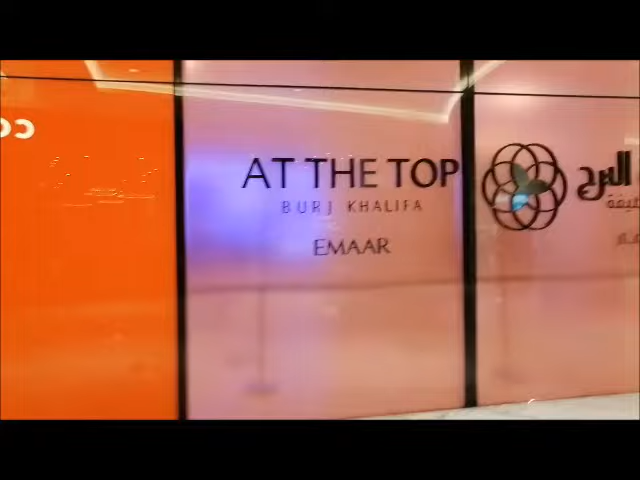 AT THE TOP
BURJ KHALIFA
EMAAR
البرج